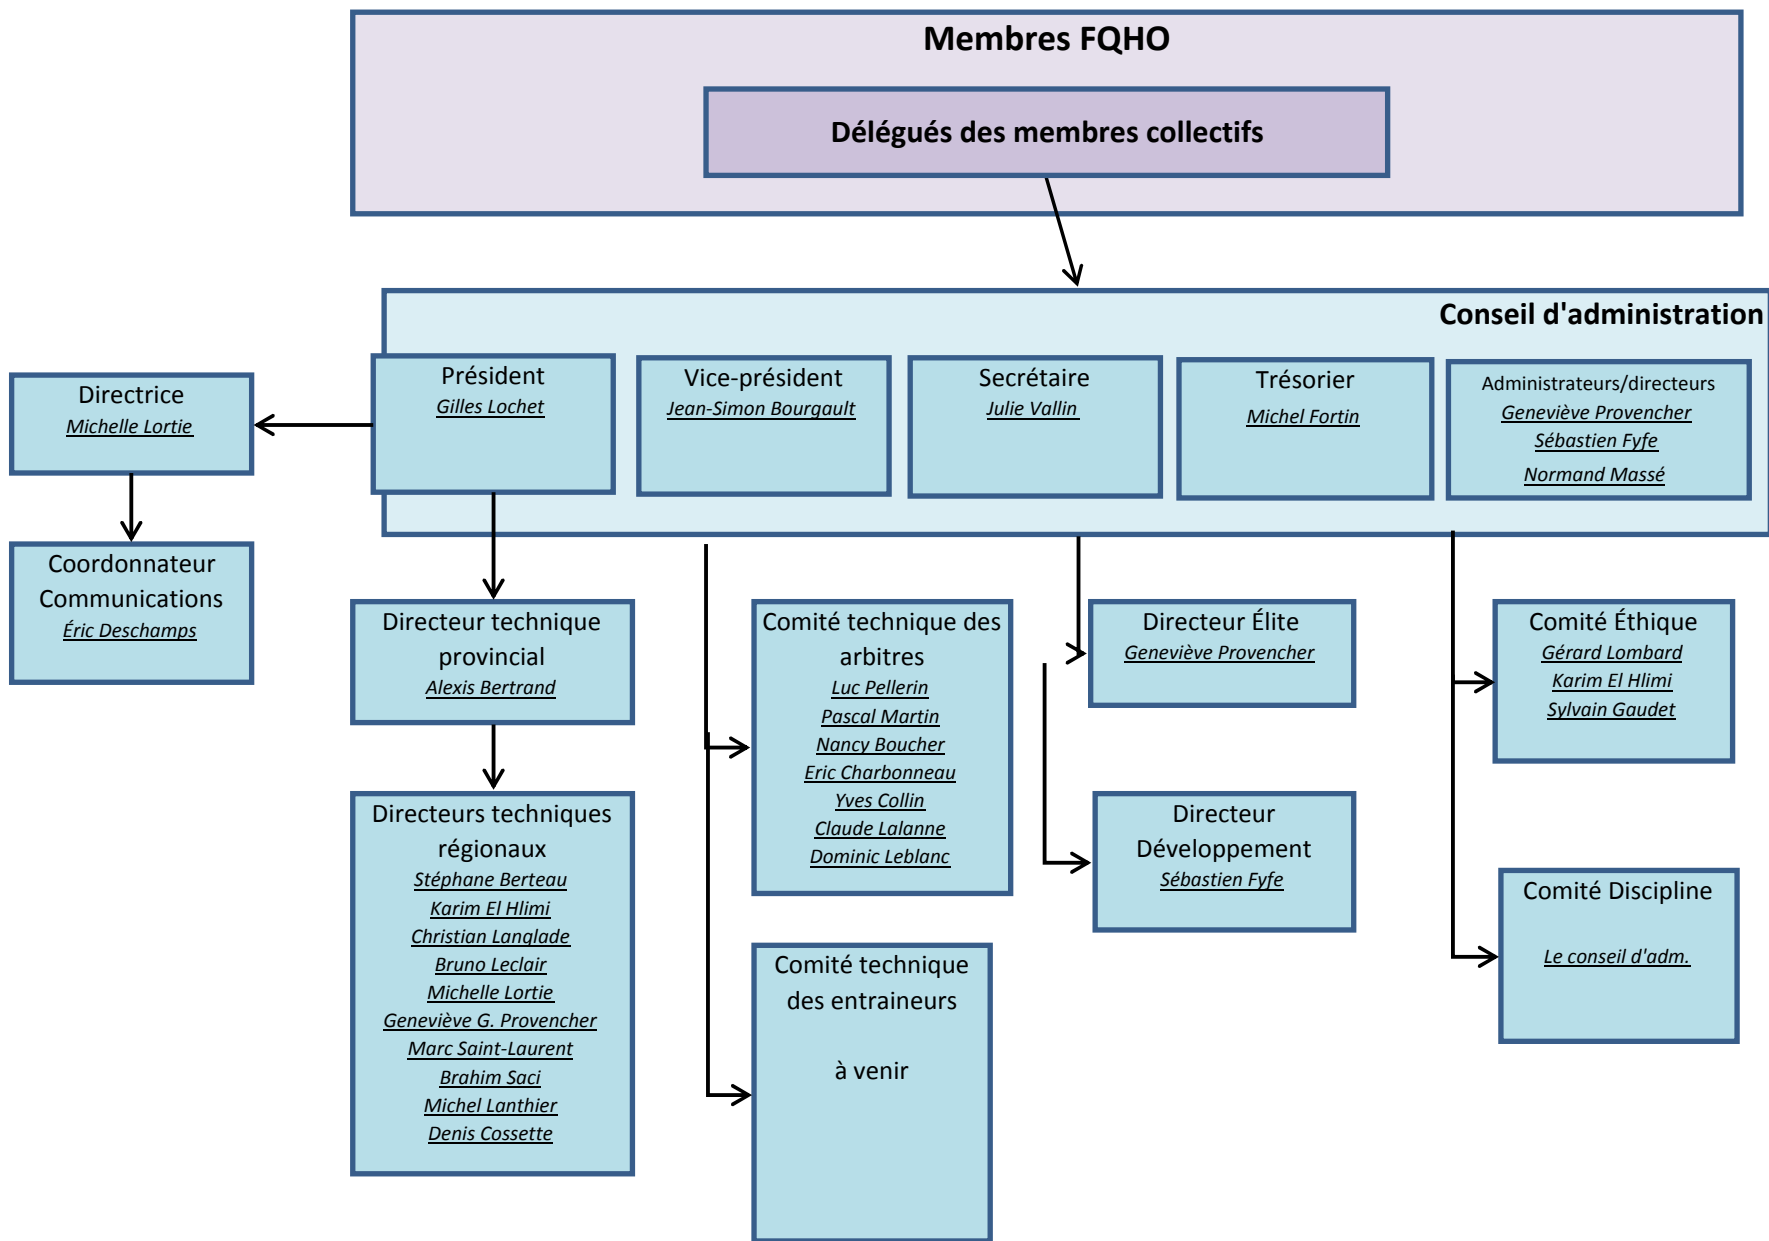 Membres FQHO
Délégués des membres collectifs
Conseil d'administration
Directrice
Michelle Lortie
Président
Gilles Lochet
Vice-président
Jean-Simon Bourgault
Secrétaire
Julie Vallin
Trésorier
Michel Fortin
Administrateurs/directeurs
Geneviève Provencher
Sébastien Fyfe
Normand Massé
Coordonnateur
Communications
Éric Deschamps
Directeur technique
provincial
Alexis Bertrand
Comité technique des
arbitres
Luc Pellerin
Pascal Martin
Nancy Boucher
Eric Charbonneau
Yves Collin
Claude Lalanne
Dominic Leblanc
Directeur Élite
Geneviève Provencher
Comité Éthique
Gérard Lombard
Karim El Hlimi
Sylvain Gaudet
Directeurs techniques
régionaux
Stéphane Berteau
Karim El Hlimi
Christian Langlade
Bruno Leclair
Michelle Lortie
Geneviève G. Provencher
Marc Saint-Laurent
Brahim Saci
Michel Lanthier
Denis Cossette
Directeur
Développement
Sébastien Fyfe
Comité Discipline
Le conseil d'adm.
Comité technique
des entraineurs
à venir